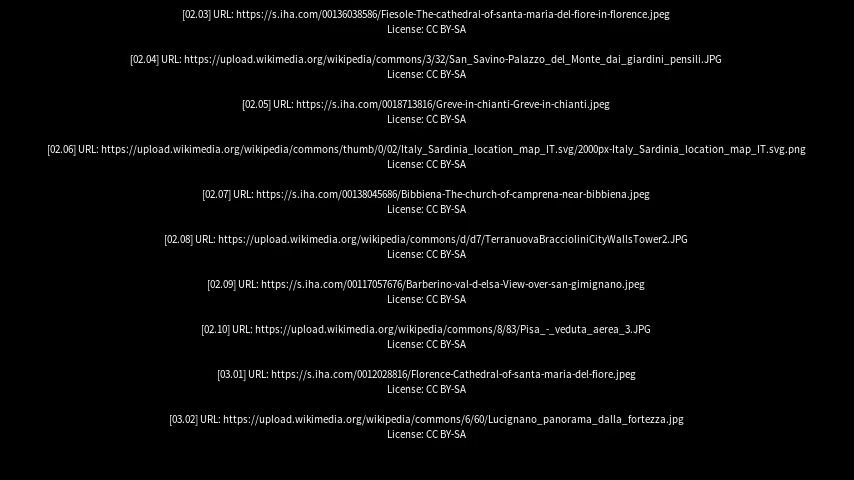 [02.03] URL: https://s.iha.com/00136038586/Fiesole-The-cathedral-of-santa-maria-del-fiore-in-florence.jpeg
License: CC BY-SA
[02.04] URL: https://upload.wikimedia.org/wikipedia/commons/3/32/San_Savino-Palazzo_del_Monte_dai_giardini_pensili.JPG
License: CC BY-SA
[02.05] URL: https://s.iha.com/0018713816/Greve-in-chianti-Greve-in-chianti.jpeg
License: CC BY-SA
[02.06] URL: https://upload.wikimedia.org/wikipedia/commons/thumb/0/02/Italy_Sardinia_location_map_IT.svg/2000px-Italy_Sardinia_location_map_IT.svg.png
License: CC BY-SA
[02.07] URL: https://s.iha.com/00138045686/Bibbiena-The-church-of-camprena-near-bibbiena.jpeg
License: CC BY-SA
[02.08] URL: https://upload.wikimedia.org/wikipedia/commons/d/d7/TerranuovaBraccioliniCityWallsTower2.JPG
License: CC BY-SA
[02.09] URL: https://s.iha.com/00117057676/Barberino-val-d-elsa-View-over-san-gimignano.jpeg
License: CC BY-SA
[02.10] URL: https://upload.wikimedia.org/wikipedia/commons/8/83/Pisa_-_veduta_aerea_3.JPG
License: CC BY-SA
[03.01] URL: https://s.iha.com/0012028816/Florence-Cathedral-of-santa-maria-del-fiore.jpeg
License: CC BY-SA
[03.02] URL: https://upload.wikimedia.org/wikipedia/commons/6/60/Lucignano_panorama_dalla_fortezza.jpg
License: CC BY-SA